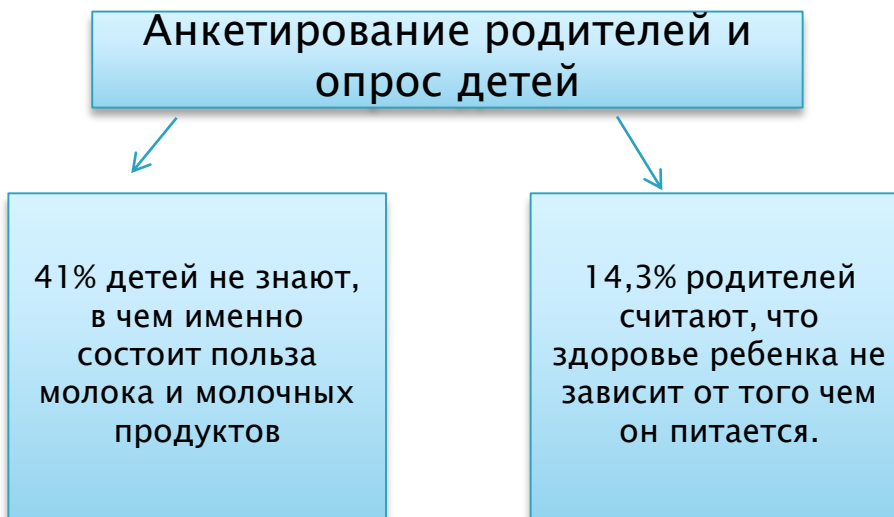 Анкетирование родителей и
опрос детей
41% детей не знают,
в чем именно
состоит польза
молока и молочных
продуктов
14,3% родителей
считают, что
здоровье ребенка не
зависит от того чем
он питается.